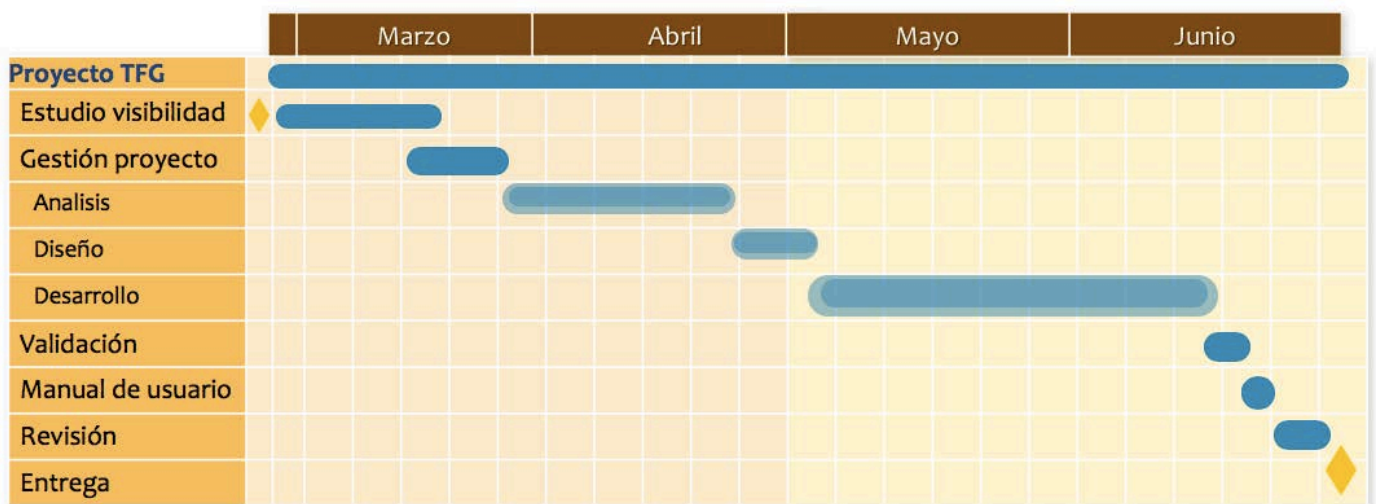 Marzo
Abril
Mayo
Junio
Proyecto TFG
Estudio visibilidad
Gestión proyecto
Analisis
Diseño
Desarrollo
Validación
Manual de usuario
Revisión
Entrega